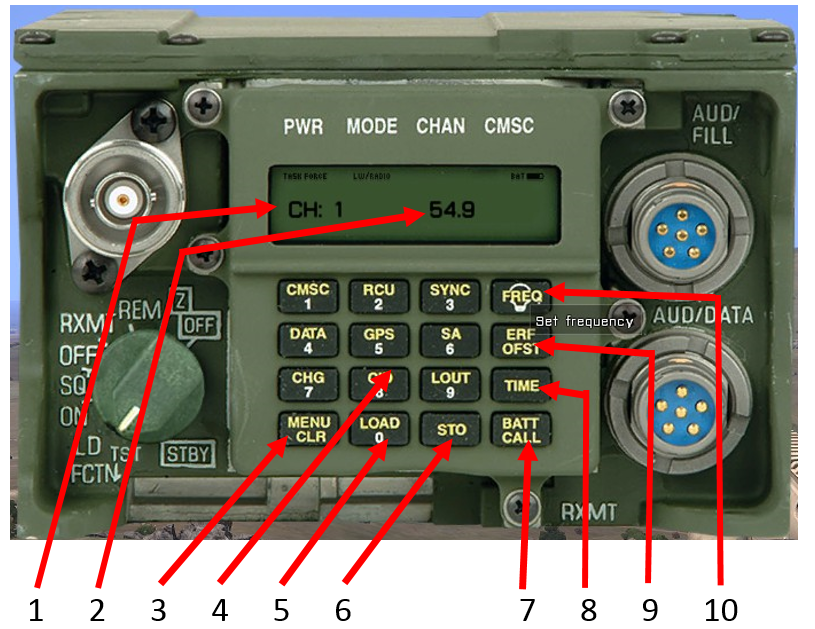 AUD/
FILL
PWR MODE CHAN CMSC
TASK FORCE LW/RADIO BAT
CH: 1 54.9
CMSC
1
RCU
2
SYNC
3
FREQ
Set frequency
DATA
4
GPS
5
SA
6
ERF
OFST
CHG
7
8
LOUT
9
TIME
MENU
CLR
LOAD
0
STO
BATT
CALL
REM
Z
RXMT
OFF
OFF
SQ
ON
LD
TST
STBY
FCTN
AUD/DATA
RXMT
1 2 3 4 5 6 7 8 9 10